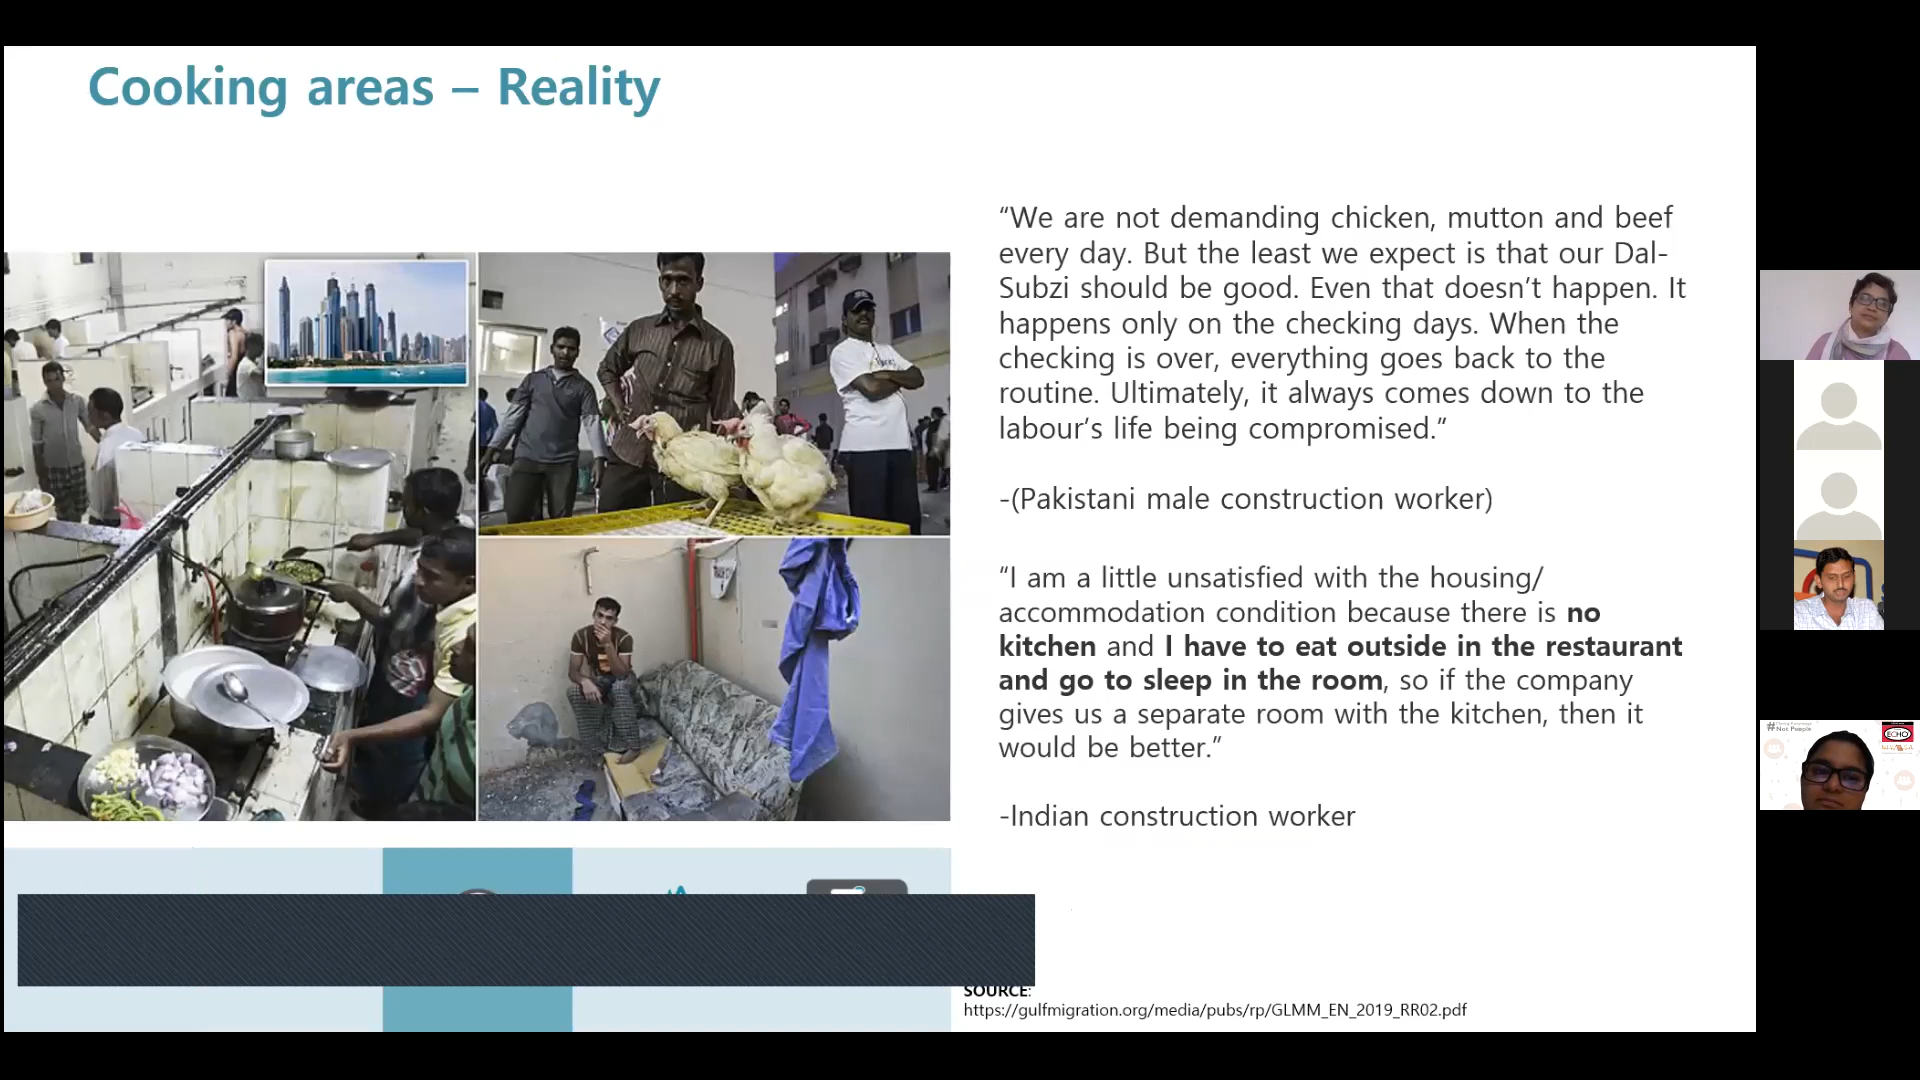 Cooking areas – Reality
“We are not demanding chicken, mutton and beef
every day. But the least we expect is that our Dal-
Subzi should be good. Even that doesn’t happen. It
happens only on the checking days. When the
checking is over, everything goes back to the
routine. Ultimately, it always comes down to the
labour’s life being compromised.“
-(Pakistani male construction worker)
“I am a little unsatisfied with the housing/
accommodation condition because there is no
kitchen and I have to eat outside in the restaurant
and go to sleep in the room, so if the company
gives us a separate room with the kitchen, then it
would be better.”
-Indian construction worker
SOURCE:
https://gulfmigration.org/media/pubs/rp/GLMM_EN_2019_RR02.pdf
Not People
ECHO